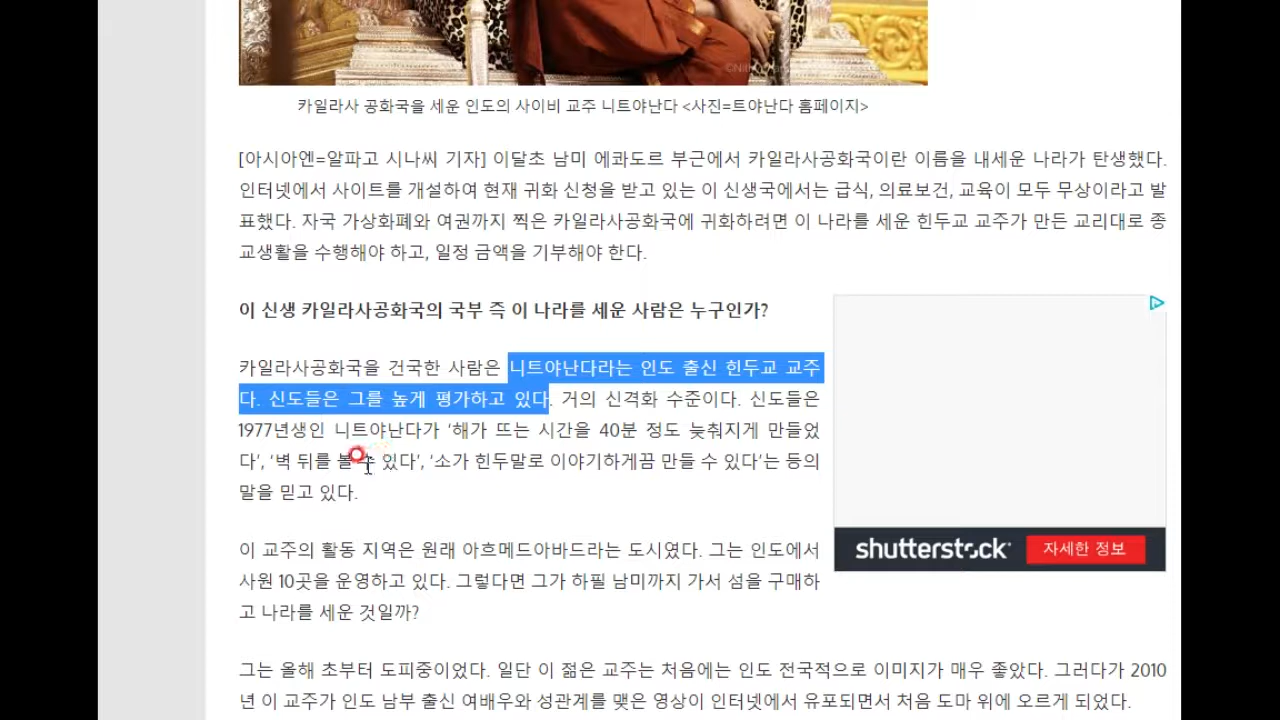 카일라사 공화국을 세운 인도의 사이비 교주 니트야난다 <사진=트야난다 홈페이지>
[아시아엔=알파고 시나씨 기자] 이달초 남미 에콰도르 부근에서 카일라사공화국이란 이름을 내세운 나라가 탄생했다.
인터넷에서 사이트를 개설하여 현재 귀화 신청을 받고 있는 이 신생국에서는 급식, 의료보건, 교육이 모두 무상이라고 발
표했다. 자국 가상화폐와 여권까지 찍은 카일라사공화국에 귀화하려면 이 나라를 세운 힌두교 교주가 만든 교리대로 종
교생활을 수행해야 하고, 일정 금액을 기부해야 한다.
이 신생 카일라사공화국의 국부 즉 이 나라를 세운 사람은 누구인가?
카일라사공화국을 건국한 사람은 니트야난다라는 인도 출신 힌두교 교주
다. 신도들은 그를 높게 평가하고 있다. 거의 신격화 수준이다. 신도들은
1977년생인 니트야난다가 ‘해가 뜨는 시간을 40분 정도 늦춰지게 만들었
다’, ‘벽 뒤를 볼 수 있다’, ‘소가 힌두말로 이야기하게끔 만들 수 있다’는 등의
말을 믿고 있다.
shutterstock 자세한 정보
이 교주의 활동 지역은 원래 아흐메드아바드라는 도시였다. 그는 인도에서
사원 10곳을 운영하고 있다. 그렇다면 그가 하필 남미까지 가서 섬을 구매하
고 나라를 세운 것일까?
그는 올해 초부터 도피중이었다. 일단 이 젊은 교주는 처음에는 인도 전국적으로 이미지가 매우 좋았다. 그러다가 2010
년 이 교주가 인도 남부 출신 여배우와 성관계를 맺은 영상이 인터넷에서 유포되면서 처음 도마 위에 오르게 되었다.